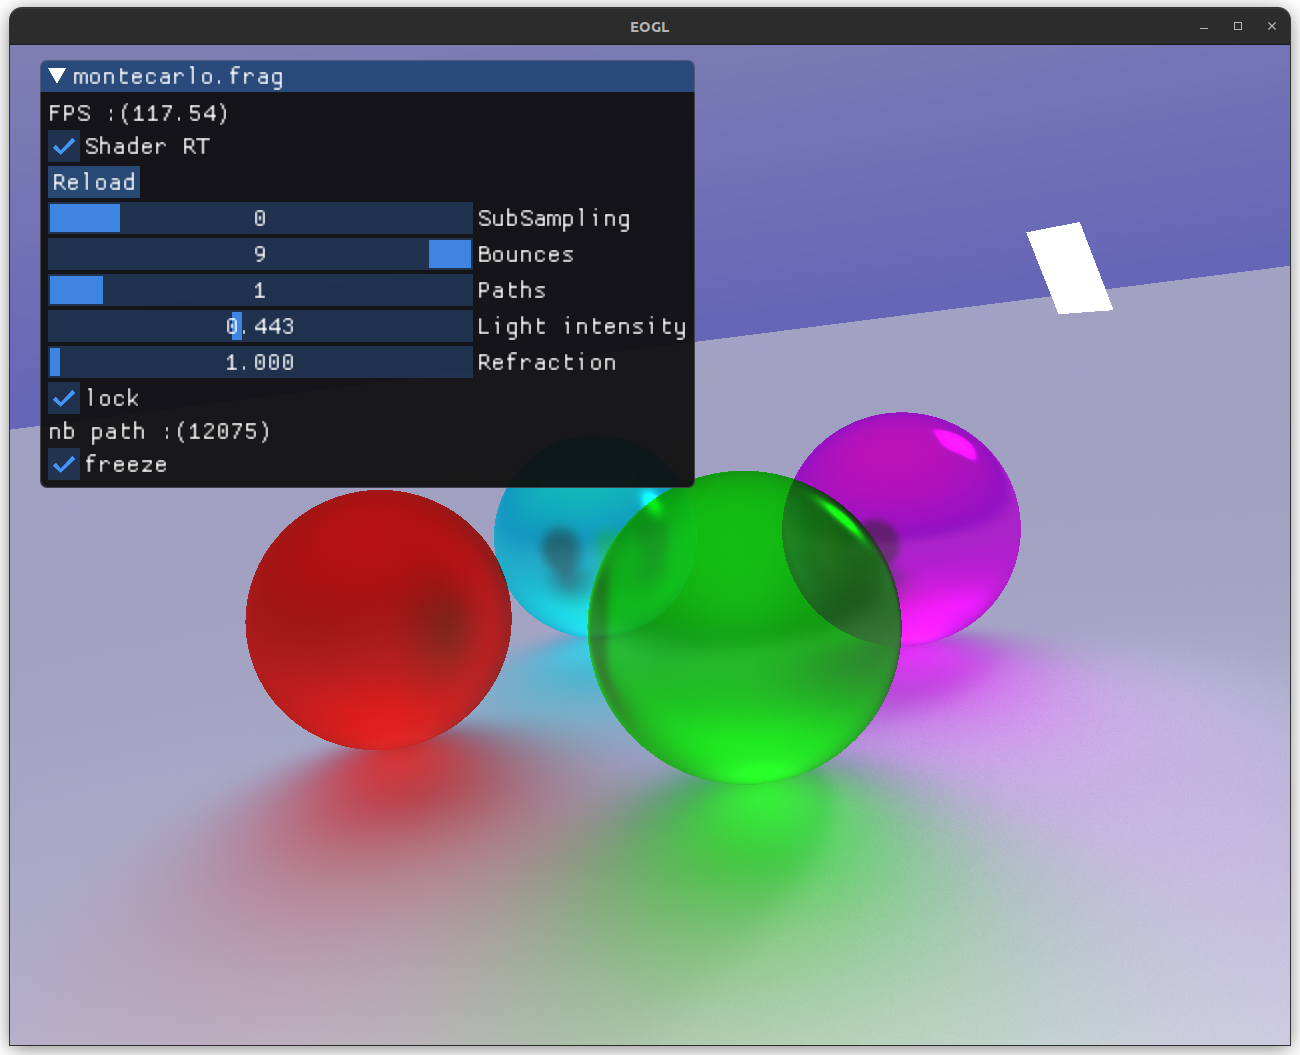 EOGL
montecarlo.frag
FPS :(117.54)
Shader RT
Reload
0 SubSampling
9 Bounces
1 Paths
0.443 Light intensity
1.000 Refraction
lock
nb path :(12075)
freeze